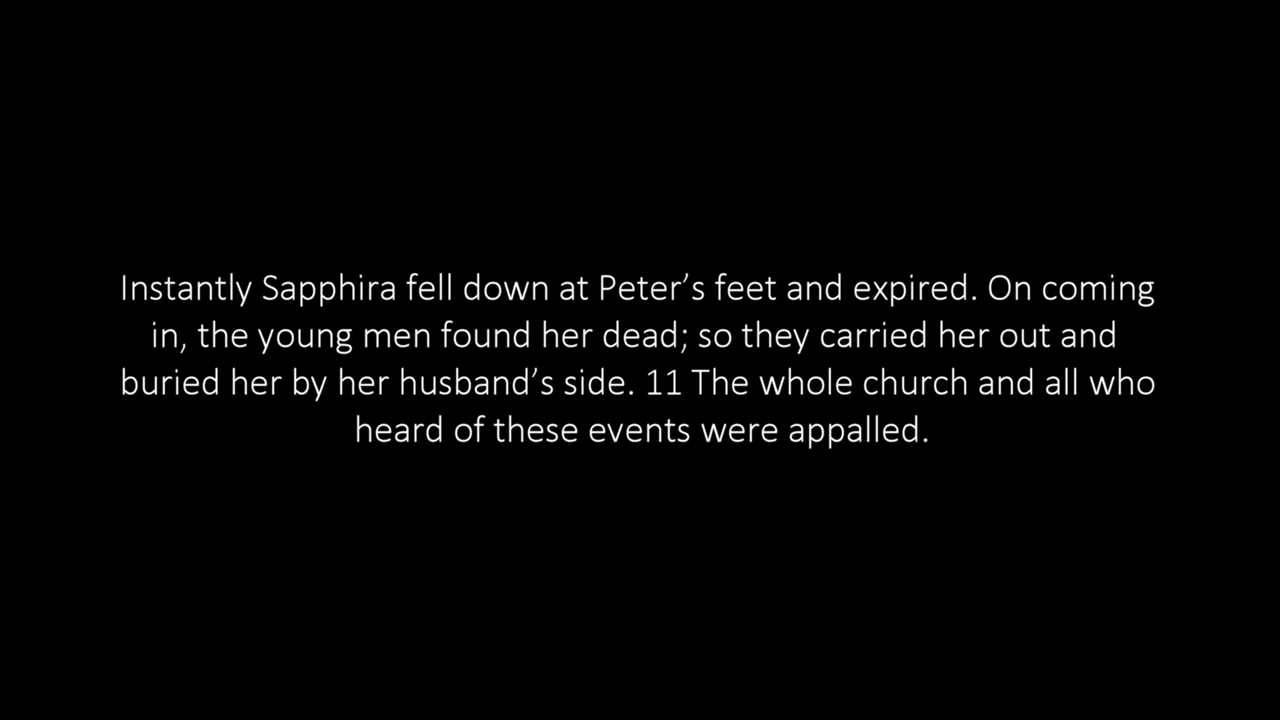 Instantly Sapphira fell down at Peter’s feet and expired. On coming
in, the young men found her dead; so they carried her out and
buried her by her husband’s side. 11 The whole church and all who
heard of these events were appalled.